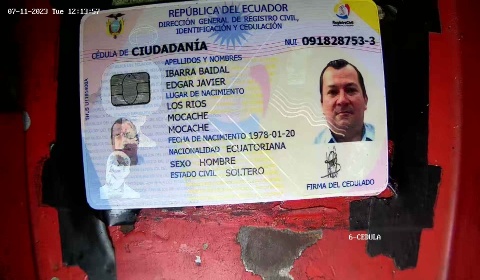 07-11-2023 Tue 12:13:57
REPÚBLICA DEL ECUADOR
DIRECCIÓN GENERAL DE REGISTRO CIVIL,
IDENTIFICACIÓN Y CEDULACIÓN
CÉDULA DE CIUDADANÍA
NUI 091828753-3
APELLIDOS Y NOMBRES
IBARRA BAIDAL
EDGAR JAVIER
LUGAR DE NACIMIENTO
LOS RIOS
MOCACHE
MOCACHE
FECHA DE NACIMIENTO 1978-01-20
NACIONALIDAD ECUATORIANA
SEXO HOMBRE
ESTADO CIVIL SOLTERO
FIRMA DEL CEDULADO
6-CEDULA